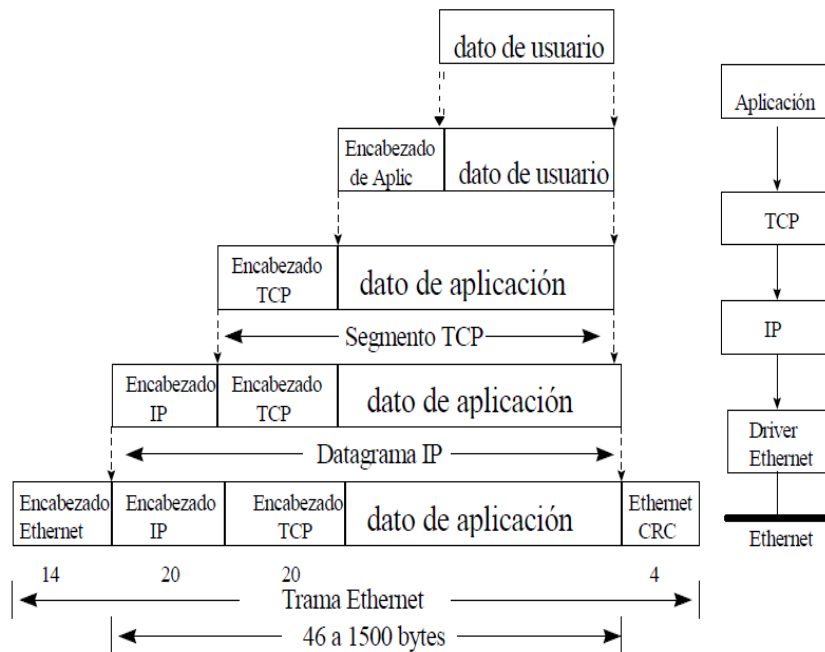 dato de usuario
Encabezado
de Aplic
dato de usuario
Encabezado
TCP
dato de aplicación
Segmento TCP
Encabezado
IP
Encabezado
TCP
dato de aplicación
Datagrama IP
Encabezado
Ethernet
Encabezado
IP
Encabezado
TCP
dato de aplicación
Ethernet
CRC
14
20
20
4
Trama Ethernet
46 a 1500 bytes
Aplicación
TCP
IP
Driver
Ethernet
Ethernet